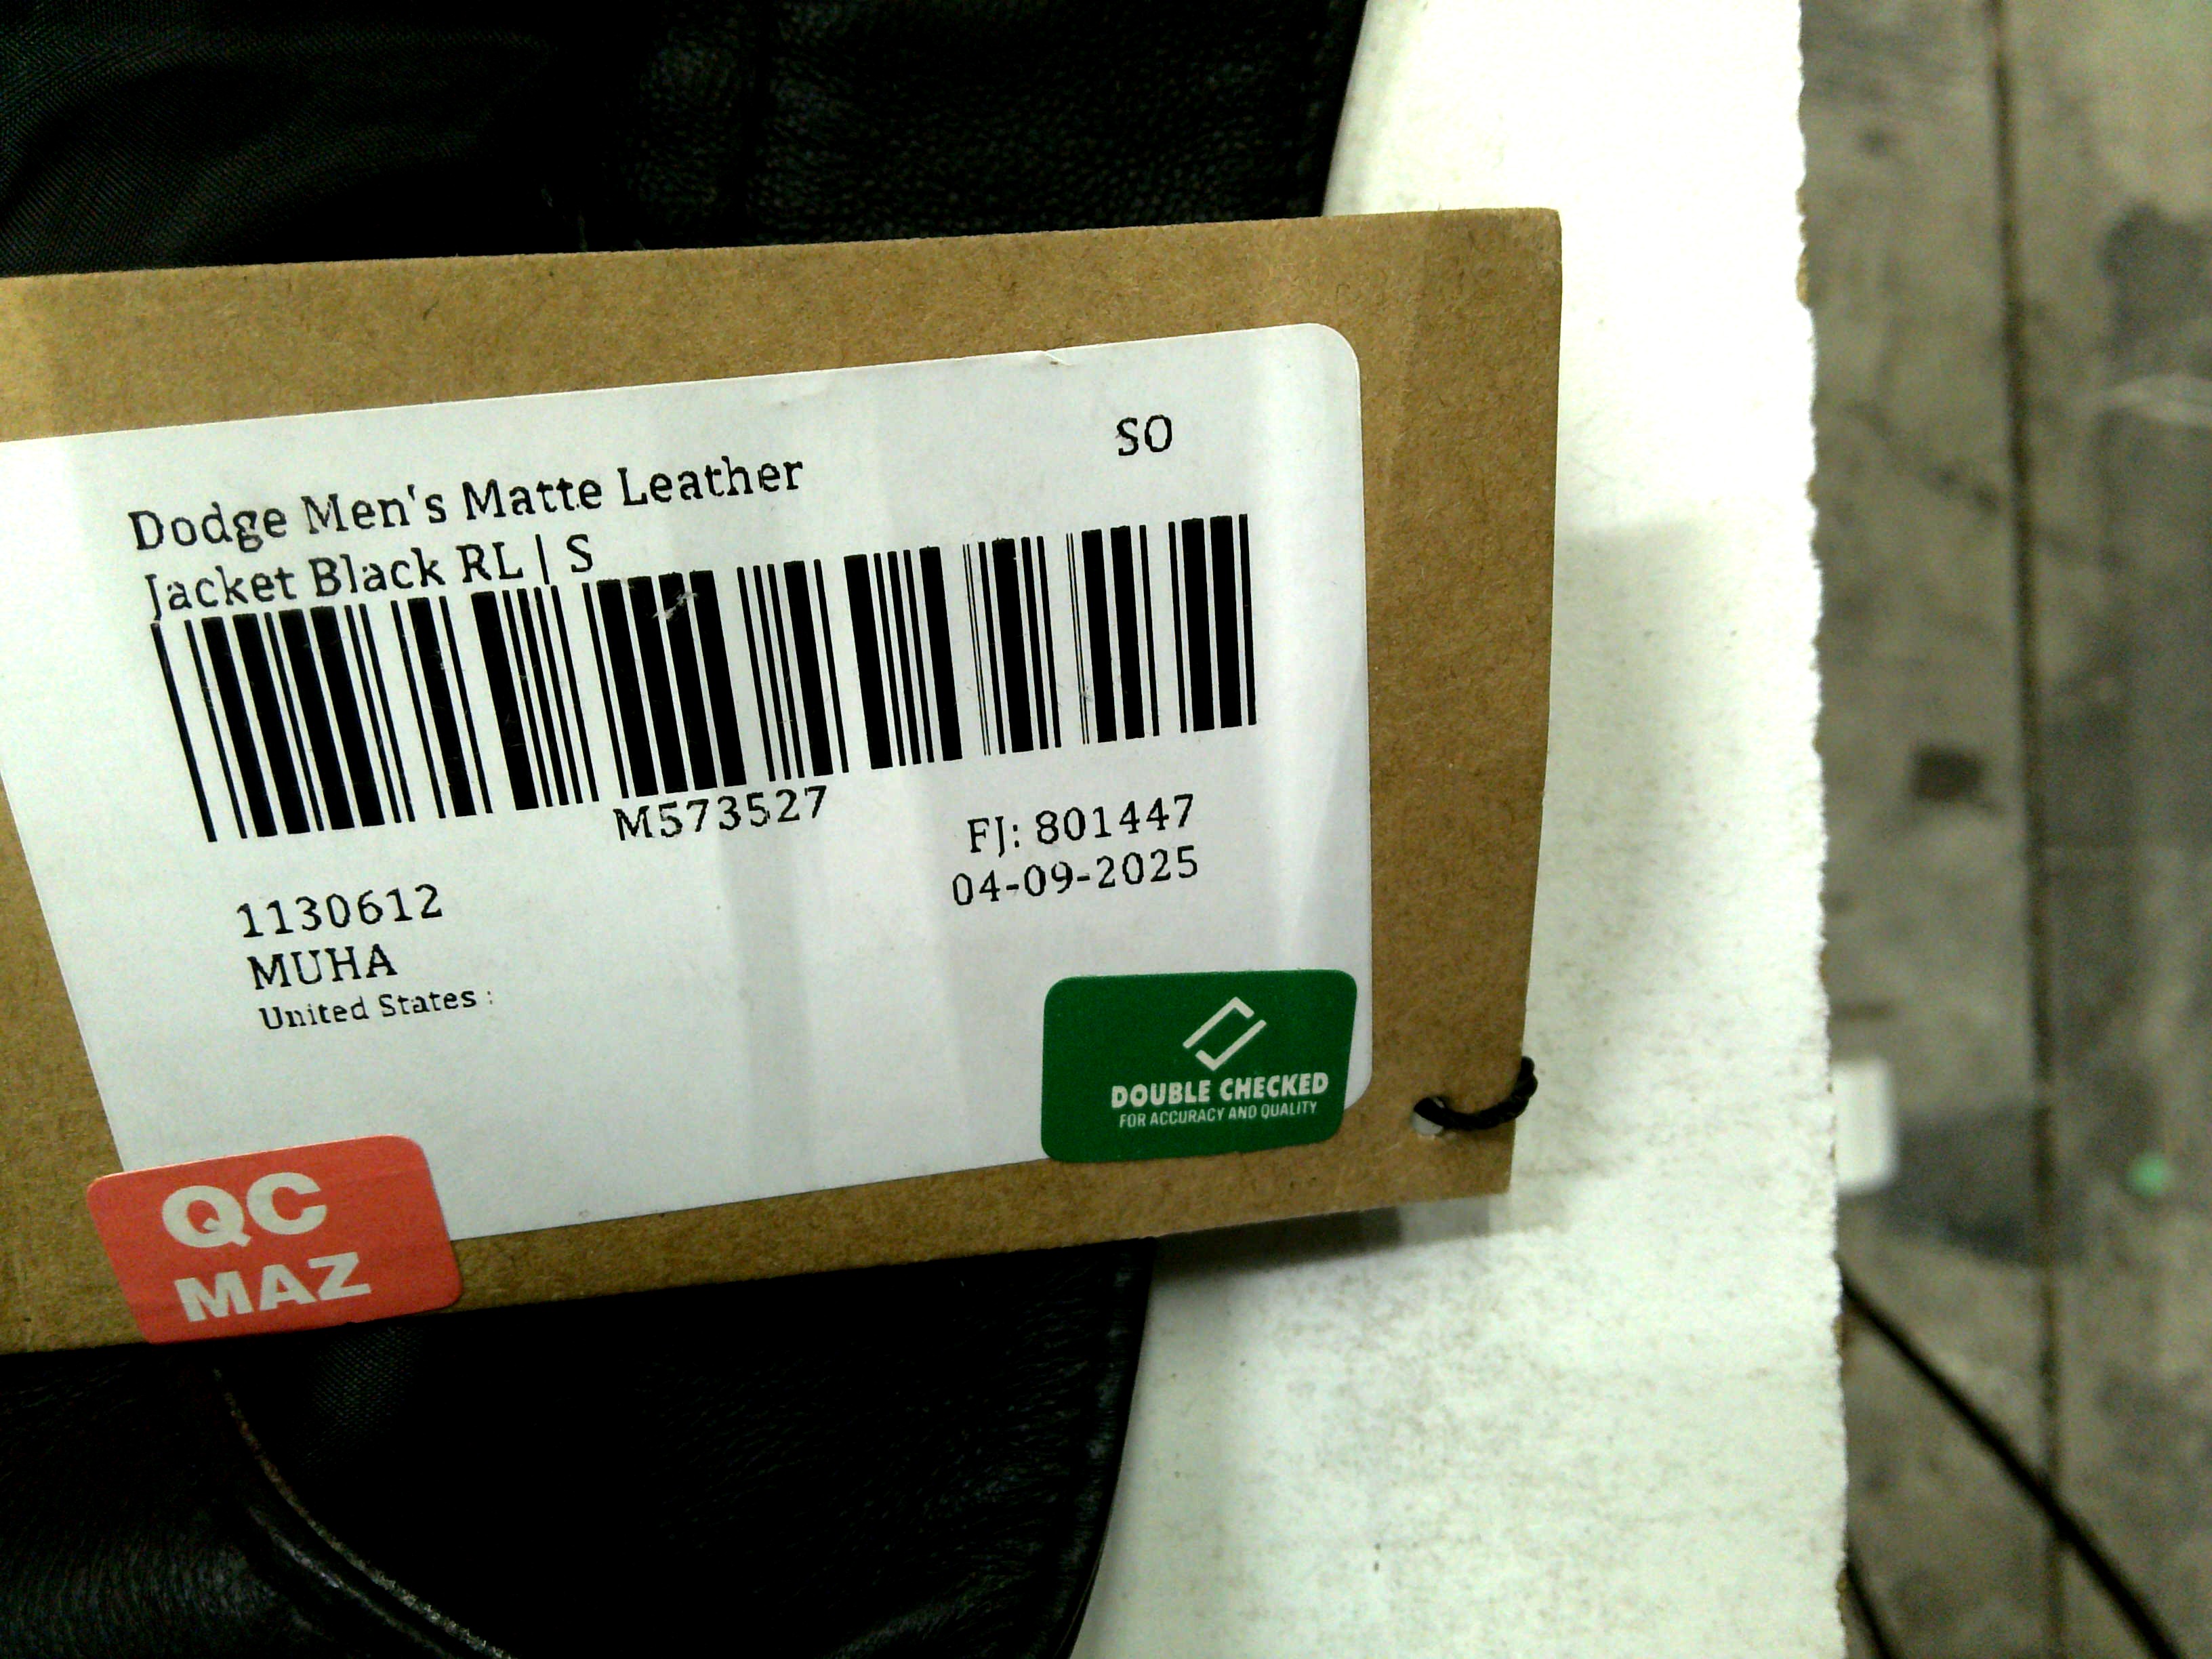 SO
Dodge Men's Matte Leather
Jacket Black RL | S
M573527
FJ: 801447
04-09-2025
1130612
MUHA
United States :
DOUBLE CHECKED
FOR ACCURACY AND QUALITY
QC
MAZ